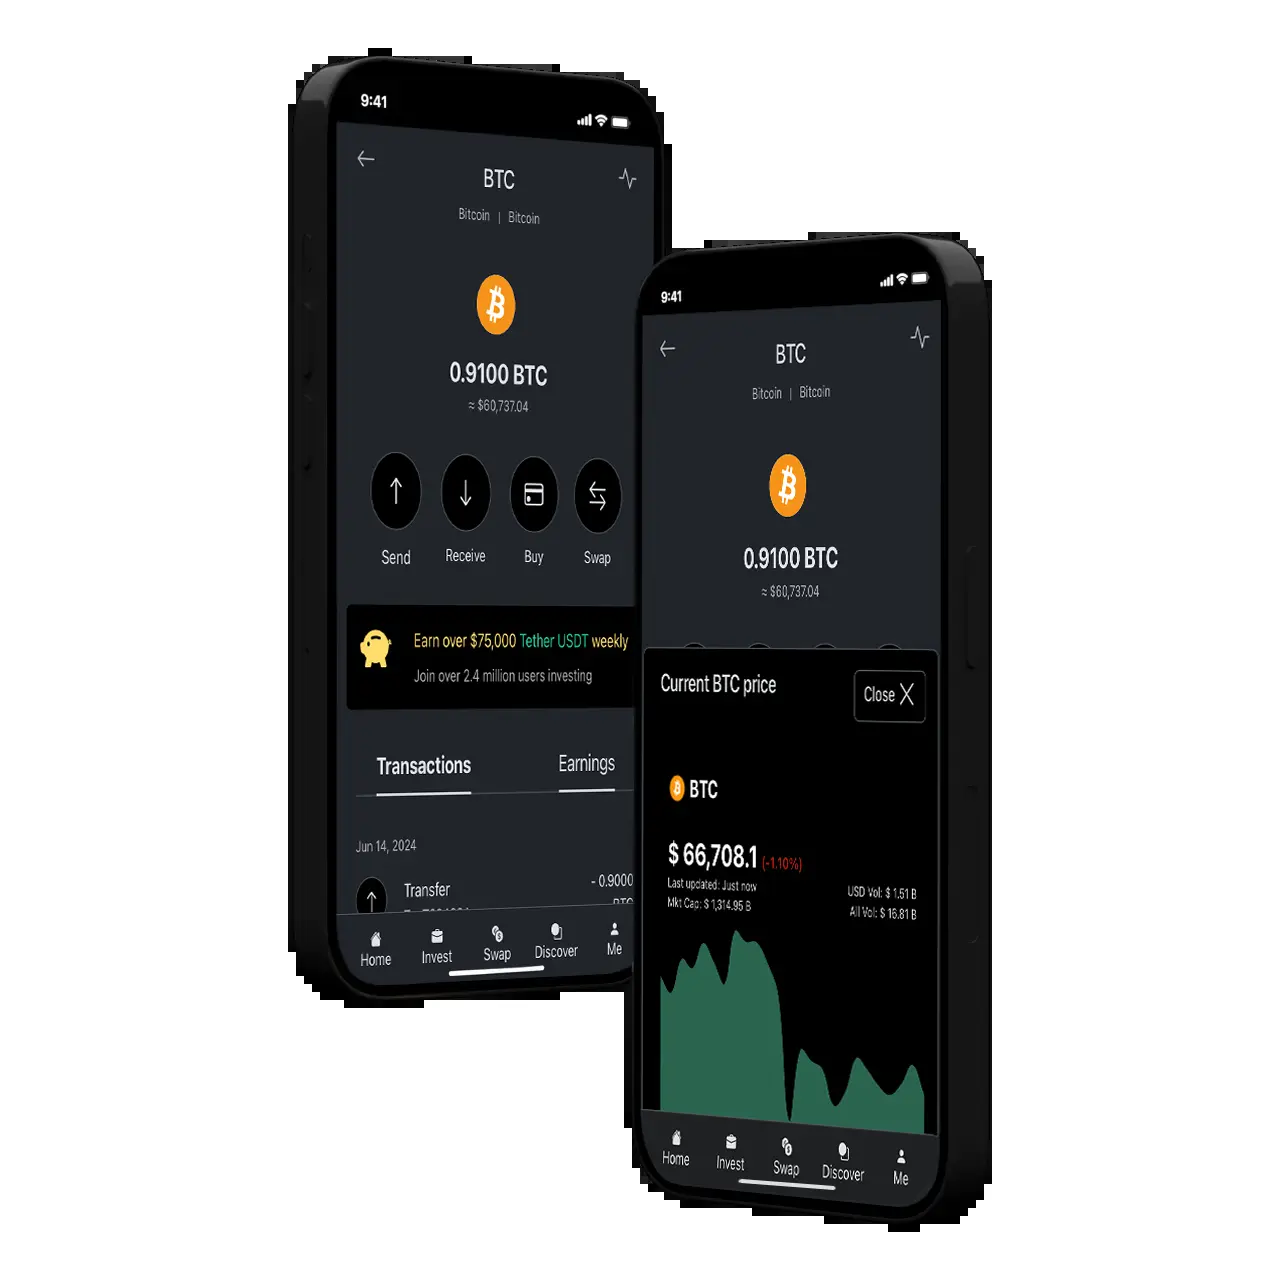 9:41
BTC
Bitcoin | Bitcoin
0.9100 BTC
≈ $60,737.04
Send Receive Buy Swap
Earn over $75,000 Tether USDT weekly
Join over 2.4 million users investing
Transactions Earnings
Jun 14, 2024
Transfer - 0.9000
BTC
Home Invest Swap Discover Me
9:41
BTC
Bitcoin | Bitcoin
0.9100 BTC
≈ $60,737.04
Current BTC price
Close X
BTC
$ 66,708.1 (-1.10%)
Last updated: Just now
USD Vol: $ 1.51 B
Mkt Cap: $ 1,314.95 B
All Vol: $ 16.81 B
Home Invest Swap Discover Me